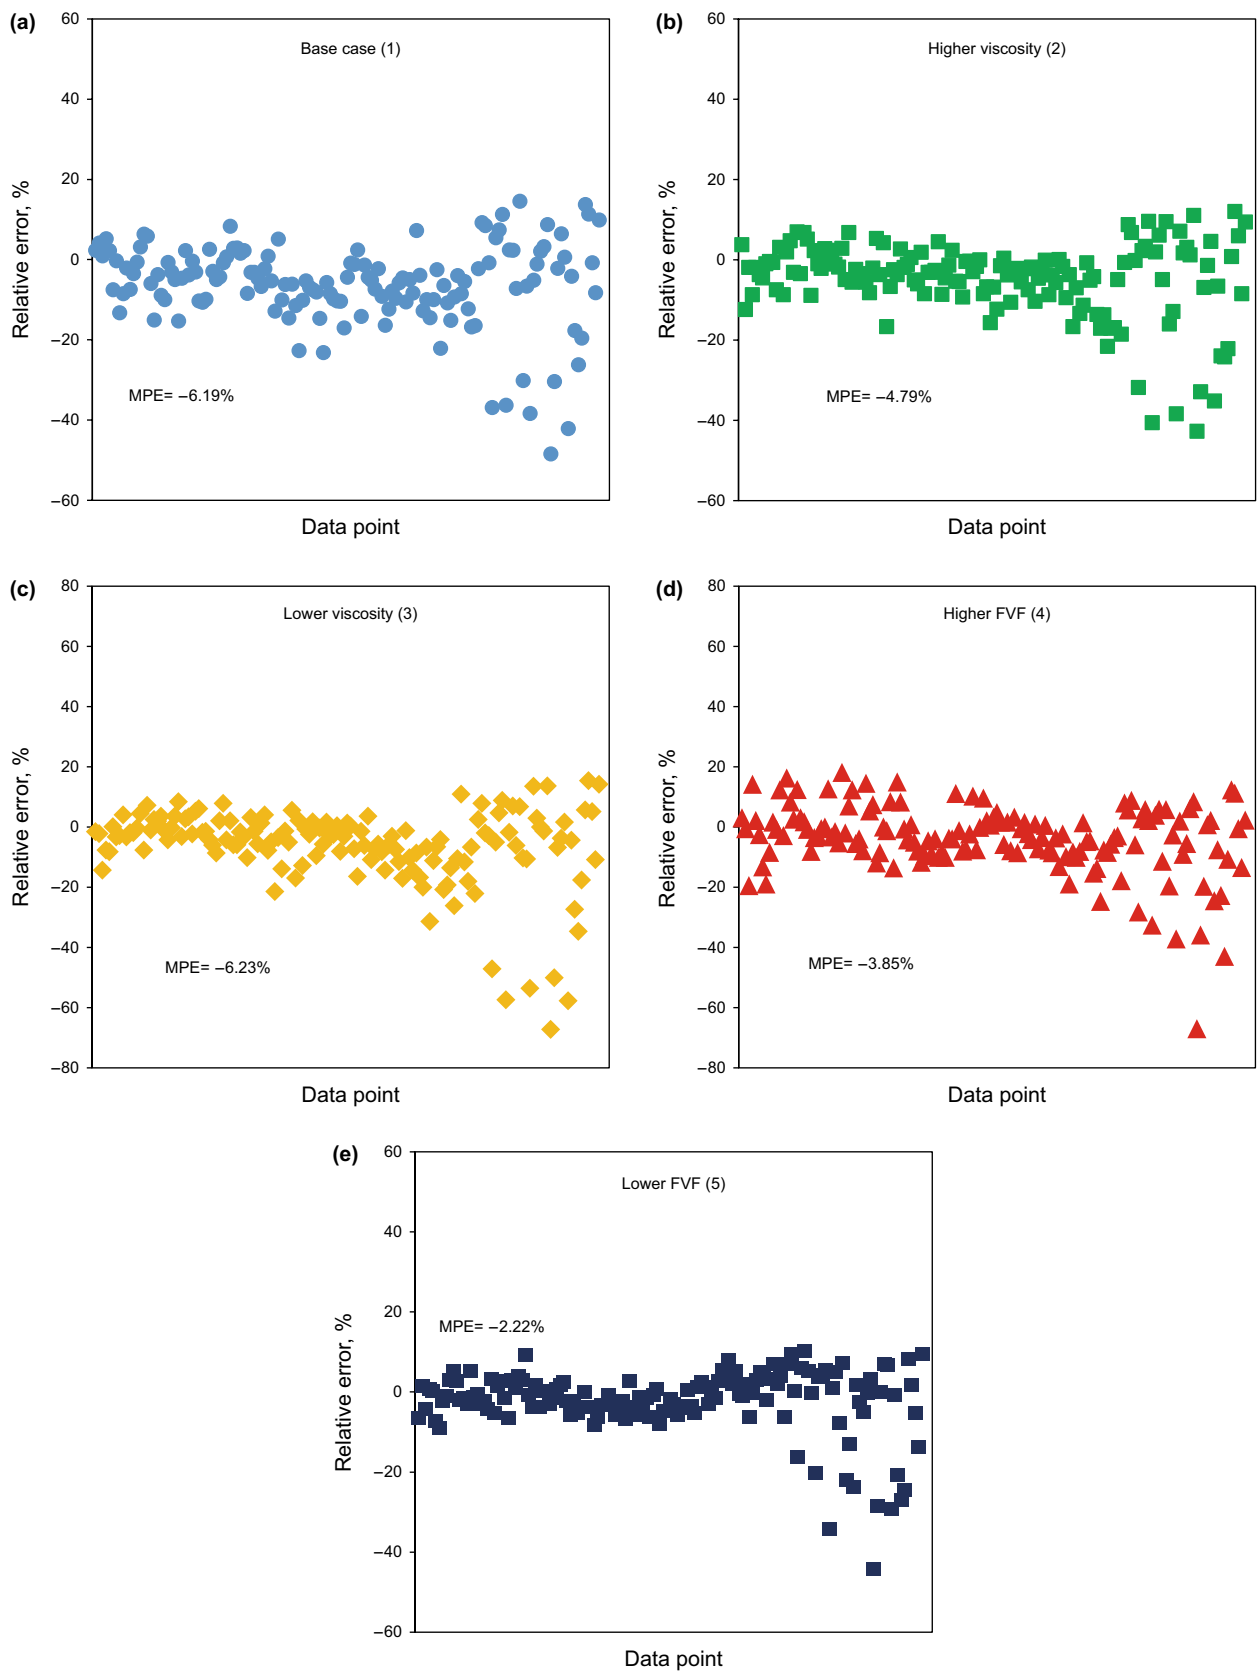 (a)
Base case (1)
60
40
20
0
−20
−40
−60
Relative error, %
MPE= −6.19%
Data point
(b)
Higher viscosity (2)
60
40
20
0
−20
−40
−60
Relative error, %
MPE= −4.79%
Data point
(c)
Lower viscosity (3)
80
60
40
20
0
−20
−40
−60
−80
Relative error, %
MPE= −6.23%
Data point
(d)
Higher FVF (4)
80
60
40
20
0
−20
−40
−60
−80
Relative error, %
MPE= −3.85%
Data point
(e)
Lower FVF (5)
60
40
20
0
−20
−40
−60
Relative error, %
MPE= −2.22%
Data point